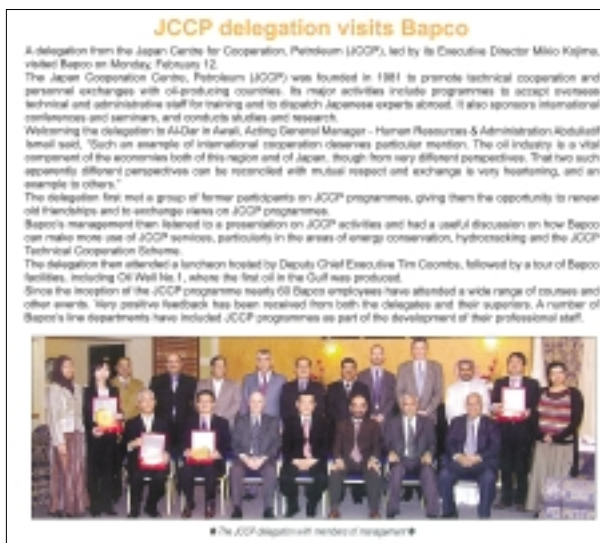 JCCP delegation visits Bapco
A delegation from the Japan Centre for Cooperation, Petroleum (JCCP), led by its Executive Director Mikio Kojima,
visited Bapco on Monday, February 12.
The Japan Cooperation Centre, Petroleum (JCCP) was founded in 1981 to promote technical cooperation and
personnel exchanges with oil-producing countries. Its major activities include programmes to accept overseas
technical and administrative staff for training and to dispatch Japanese experts abroad. It also sponsors international
conferences and seminars, and conducts studies and research.
Welcoming the delegation to Al-Dar in Awali, Acting General Manager - Human Resources & Administration Abdullatif
Ismail said, "Such an example of international cooperation deserves particular mention. The oil industry is a vital
component of the economies both of this region and of Japan, though from very different perspectives. That two such
apparently different perspectives can be reconciled with mutual respect and exchange is very heartening, and an
example to others."
The delegation first met a group of former participants on JCCP programmes, giving them the opportunity to renew
old friendships and to exchange views on JCCP programmes.
Bapco's management then listened to a presentation on JCCP activities and had a useful discussion on how Bapco
can make more use of JCCP services, particularly in the areas of energy conservation, hydrocracking and the JCCP
Technical Cooperation Scheme.
The delegation then attended a luncheon hosted by Deputy Chief Executive Tim Coombs, followed by a tour of Bapco
facilities, including Oil Well No.1, where the first oil in the Gulf was produced.
Since the inception of the JCCP programme nearly 60 Bapco employees have attended a wide range of courses and
other events. Very positive feedback has been received from both the delegates and their superiors. A number of
Bapco's line departments have included JCCP programmes as part of the development of their professional staff.
The JCCP delegation with members of management